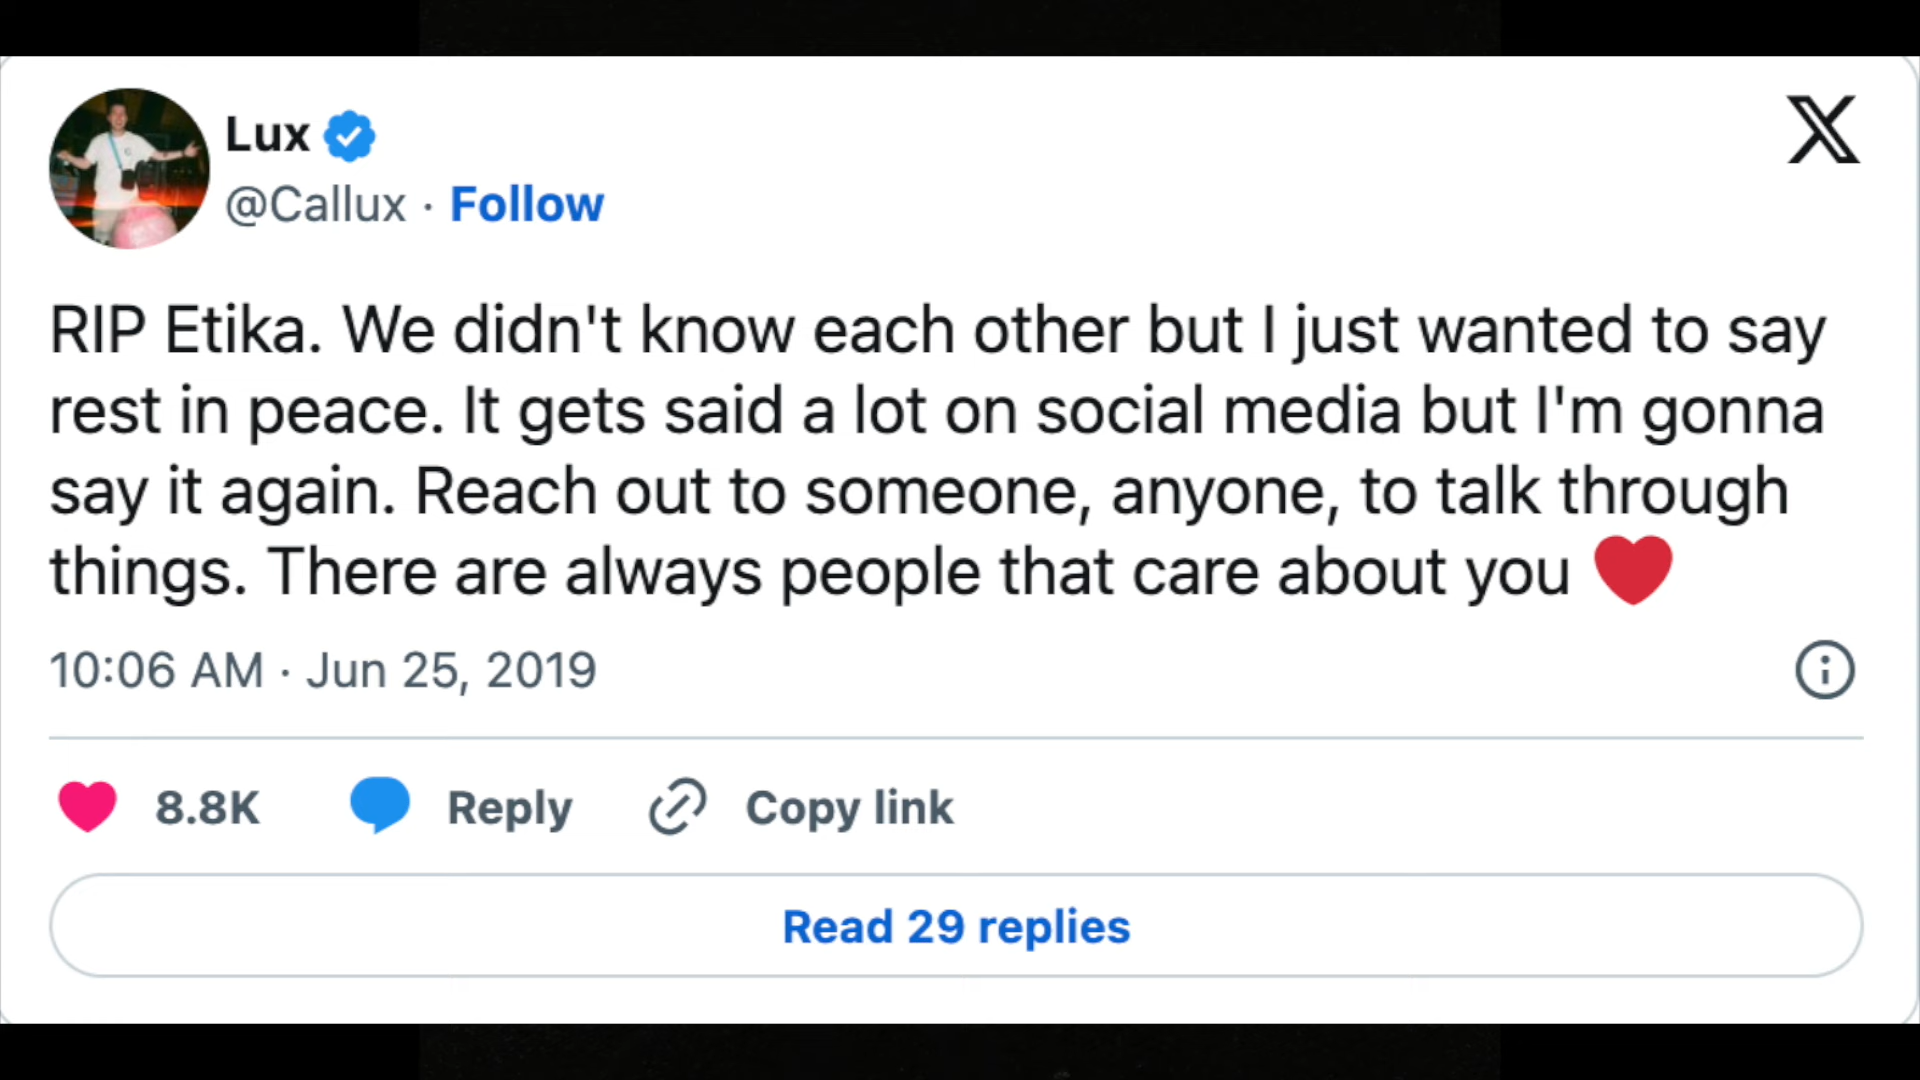 Lux
@Callux · Follow
RIP Etika. We didn't know each other but I just wanted to say
rest in peace. It gets said a lot on social media but I'm gonna
say it again. Reach out to someone, anyone, to talk through
things. There are always people that care about you ❤️
10:06 AM · Jun 25, 2019
8.8K Reply Copy link
Read 29 replies